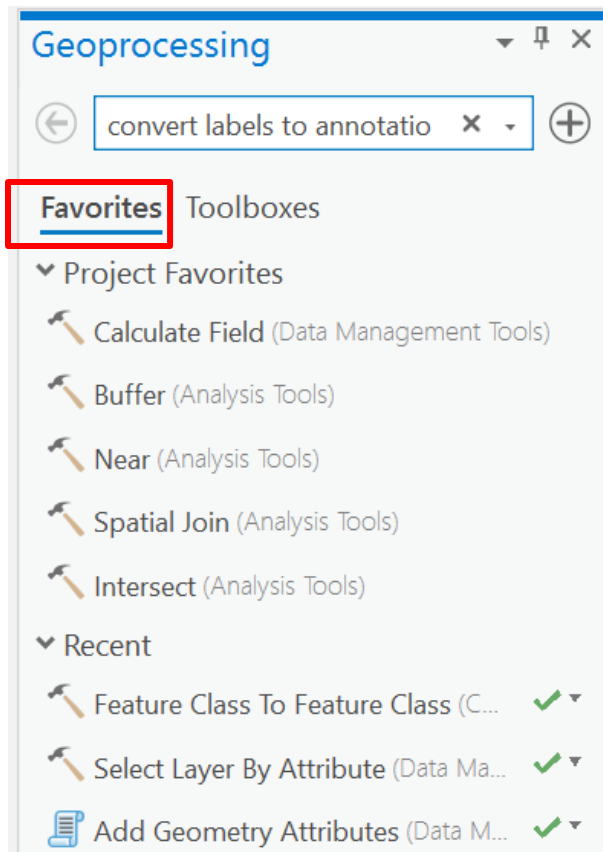 Geoprocessing
convert labels to annotatio
Favorites Toolboxes
Project Favorites
Calculate Field (Data Management Tools)
Buffer (Analysis Tools)
Near (Analysis Tools)
Spatial Join (Analysis Tools)
Intersect (Analysis Tools)
Recent
Feature Class To Feature Class (C...
Select Layer By Attribute (Data Ma...
Add Geometry Attributes (Data M...